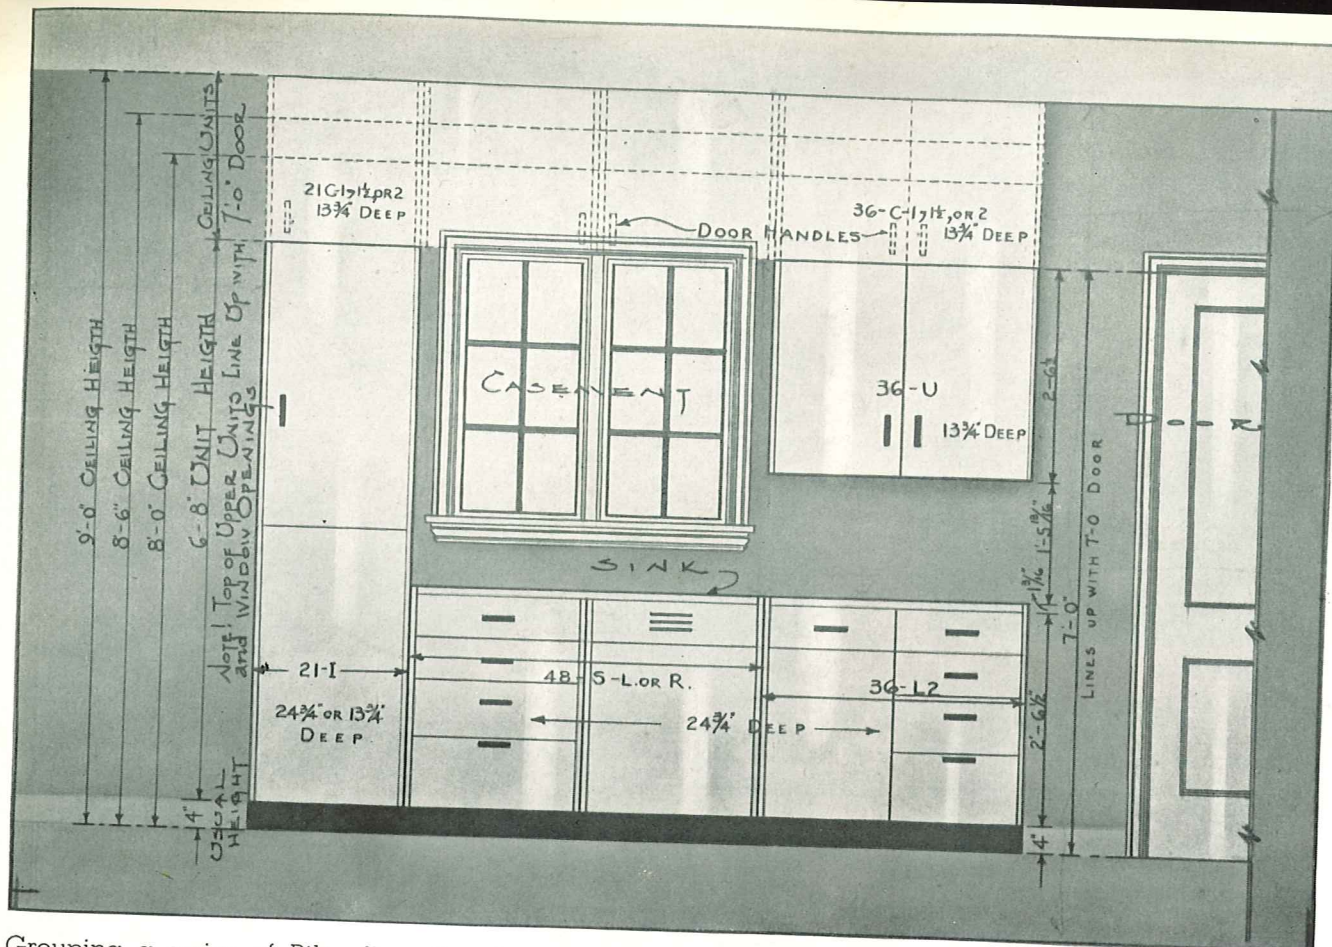 9'-0" CEILING HEIGTH
8'-6" CEILING HEIGTH
8'-0" CEILING HEIGTH
6'-8" UNIT HEIGTH
CEILING UNITS
NOTE! TOP OF UPPER UNITS LINE UP WITH 7'-0" DOOR
and WINDOW OPENINGS
4"
USUAL
HEIGHT
21C-1, 1½, OR 2
13¾" DEEP
DOOR HANDLES
36-C-1, 1½, OR 2
13¾" DEEP
CASEMENT
36-U
13¾" DEEP
SINK
21-I
24¾" OR 13¾"
DEEP
48-S-L. OR R.
24¾" DEEP
36-L2
2'-6½"
1'-5 13/16"
1 3/16"
2'-6½"
4"
7'-0"
LINES UP WITH 7'-0 DOOR
Grouping